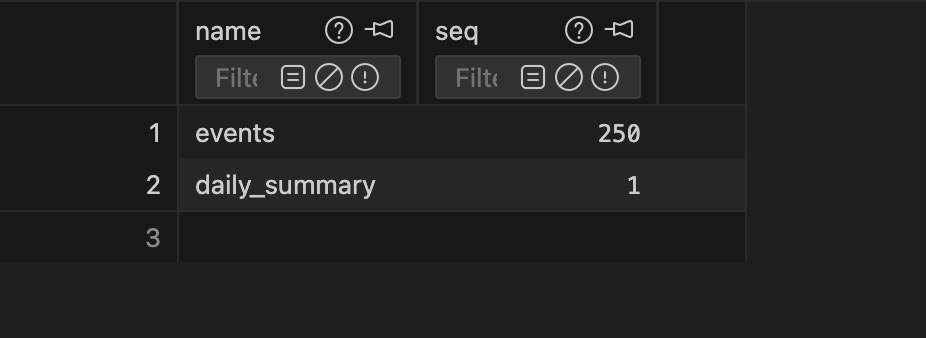 name seq
Filte Filte
1 events 250
2 daily_summary 1
3